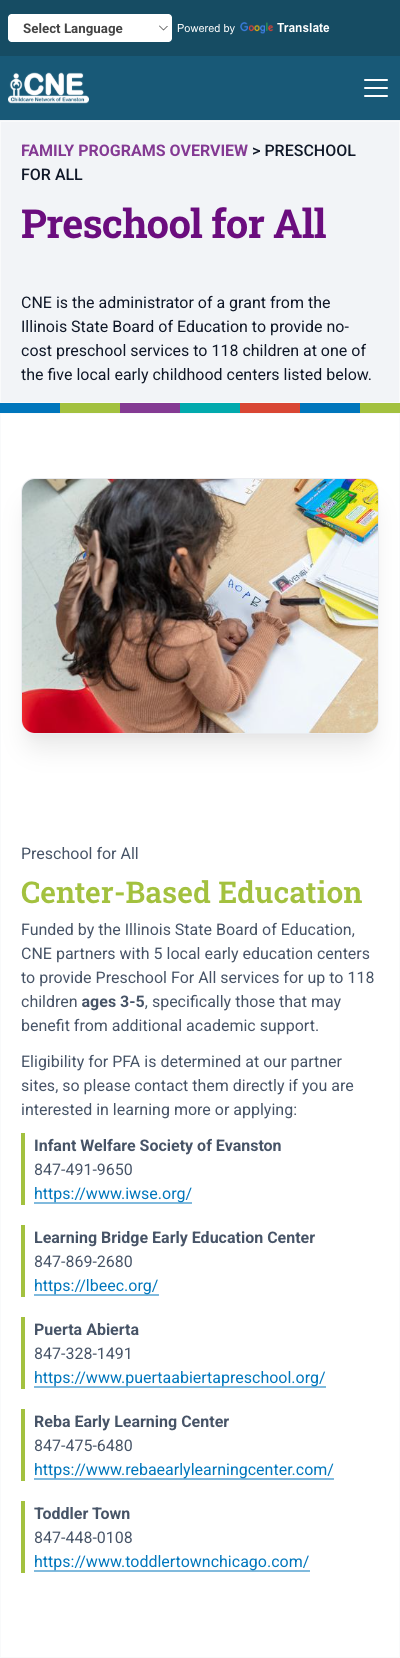 Select Language
Powered by Google Translate
CNE
Childcare Network of Evanston
FAMILY PROGRAMS OVERVIEW > PRESCHOOL
FOR ALL
Preschool for All
CNE is the administrator of a grant from the
Illinois State Board of Education to provide no-
cost preschool services to 118 children at one of
the five local early childhood centers listed below.
A O P B
Preschool for All
Center-Based Education
Funded by the Illinois State Board of Education,
CNE partners with 5 local early education centers
to provide Preschool For All services for up to 118
children ages 3-5, specifically those that may
benefit from additional academic support.
Eligibility for PFA is determined at our partner
sites, so please contact them directly if you are
interested in learning more or applying:
Infant Welfare Society of Evanston
847-491-9650
https://www.iwse.org/
Learning Bridge Early Education Center
847-869-2680
https://lbeec.org/
Puerta Abierta
847-328-1491
https://www.puertaabiertapreschool.org/
Reba Early Learning Center
847-475-6480
https://www.rebaearlylearningcenter.com/
Toddler Town
847-448-0108
https://www.toddlertownchicago.com/